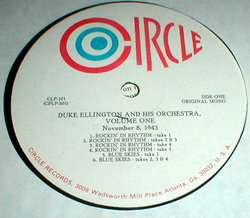 CIRCLE
CLP-101
(CPLP-101)
SIDE ONE
ORIGINAL MONO
DUKE ELLINGTON AND HIS ORCHESTRA,
VOLUME ONE
November 8, 1943
1. ROCKIN' IN RHYTHM - take 1
2. ROCKIN' IN RHYTHM - takes 2 & 3
3. ROCKIN' IN RHYTHM - take 4
4. ROCKIN' IN RHYTHM - take 5
5. BLUE SKIES - take 1
6. BLUE SKIES - takes 2, 3 & 4
CIRCLE RECORDS, 3008 Wadsworth Mill Place, Atlanta, Ga. 30032, U.S.A.